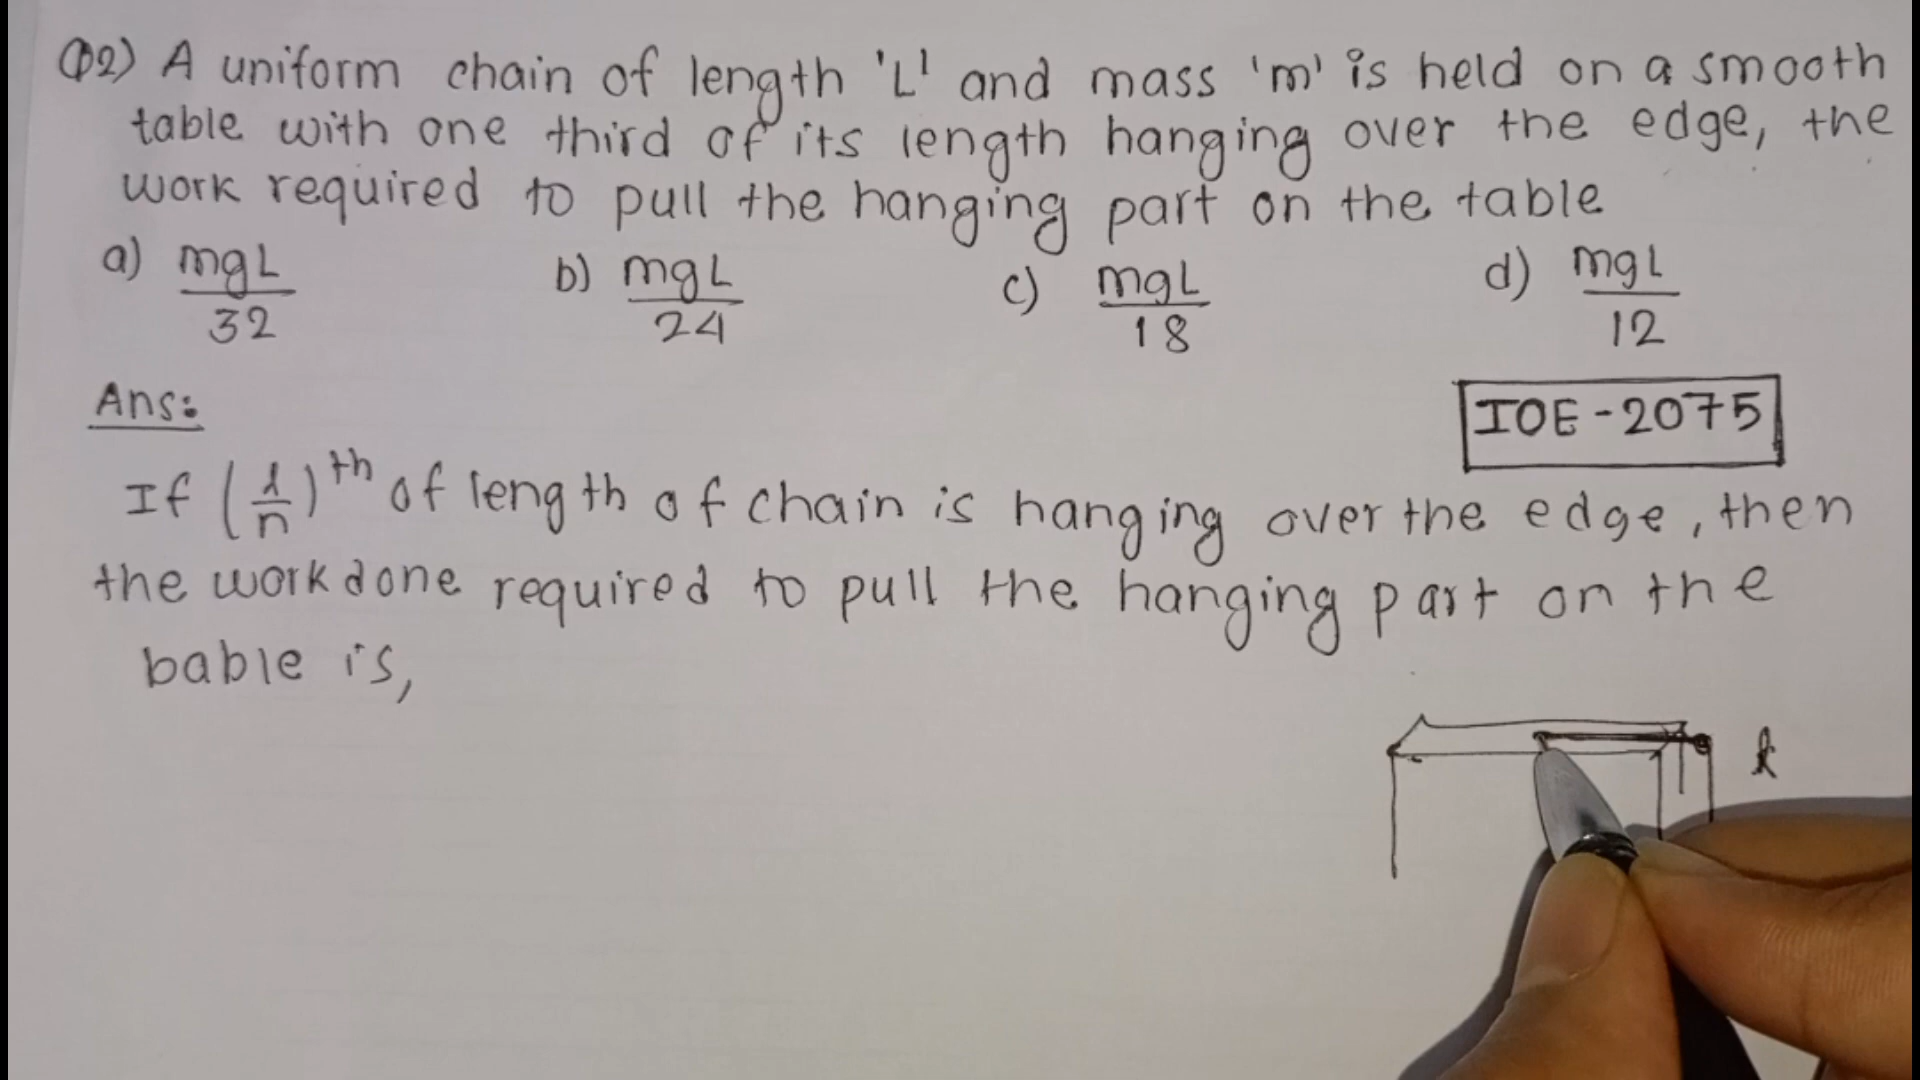 Q2) A uniform chain of length 'L' and mass 'm' is held on a smooth
table with one third of its length hanging over the edge, the
work required to pull the hanging part on the table
a) mgL/32 b) mgL/24 c) mgL/18 d) mgL/12
Ans:
IOE-2075
If (1/n)th of length of chain is hanging over the edge, then
the workdone required to pull the hanging part on the
bable is,